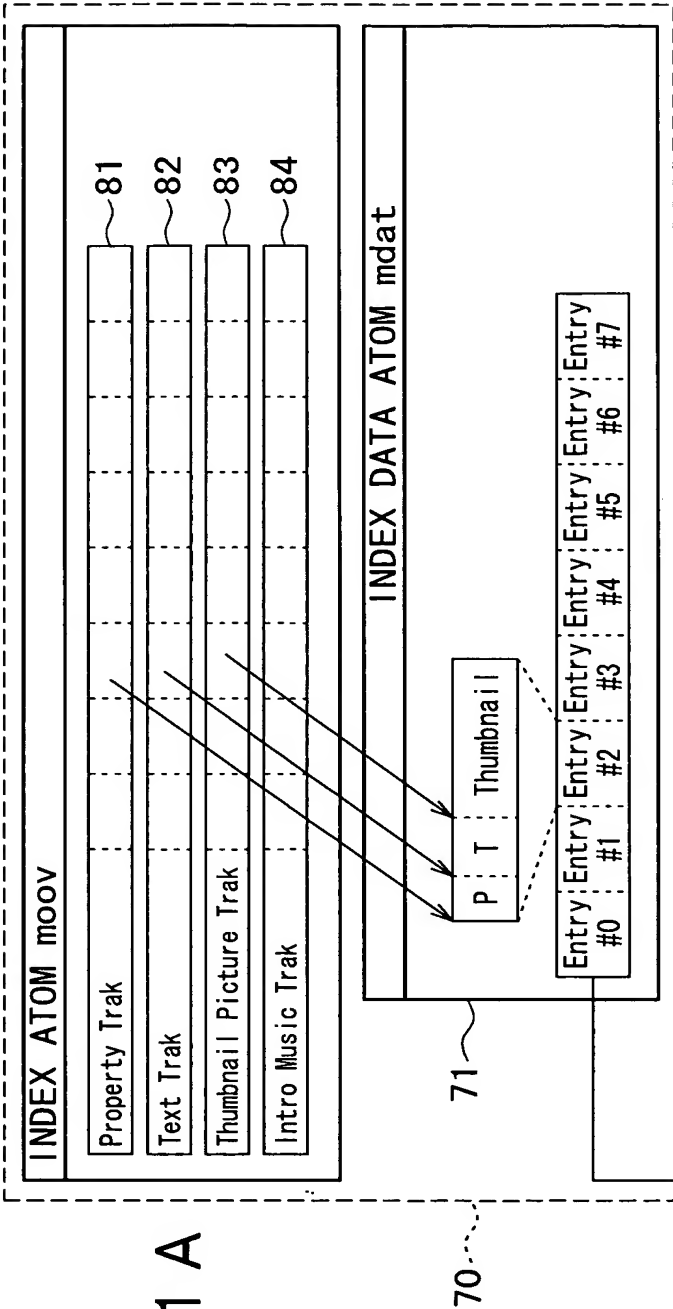 1A
70
INDEX ATOM moov
Property Trak
81
Text Trak
82
Thumbnail Picture Trak
83
Intro Music Trak
84
71
INDEX DATA ATOM mdat
P T Thumbnail
Entry Entry Entry Entry Entry Entry Entry Entry
#0 #1 #2 #3 #4 #5 #6 #7